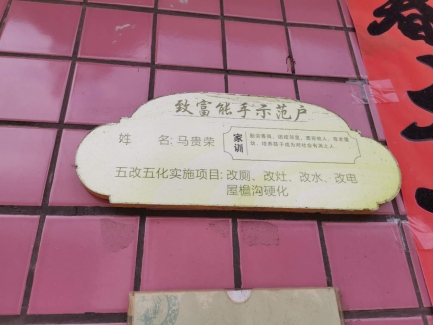 致富能手示范户
姓 名: 马贵荣
家训
五改五化实施项目: 改厕、改灶、改水、改电
屋檐沟硬化
春